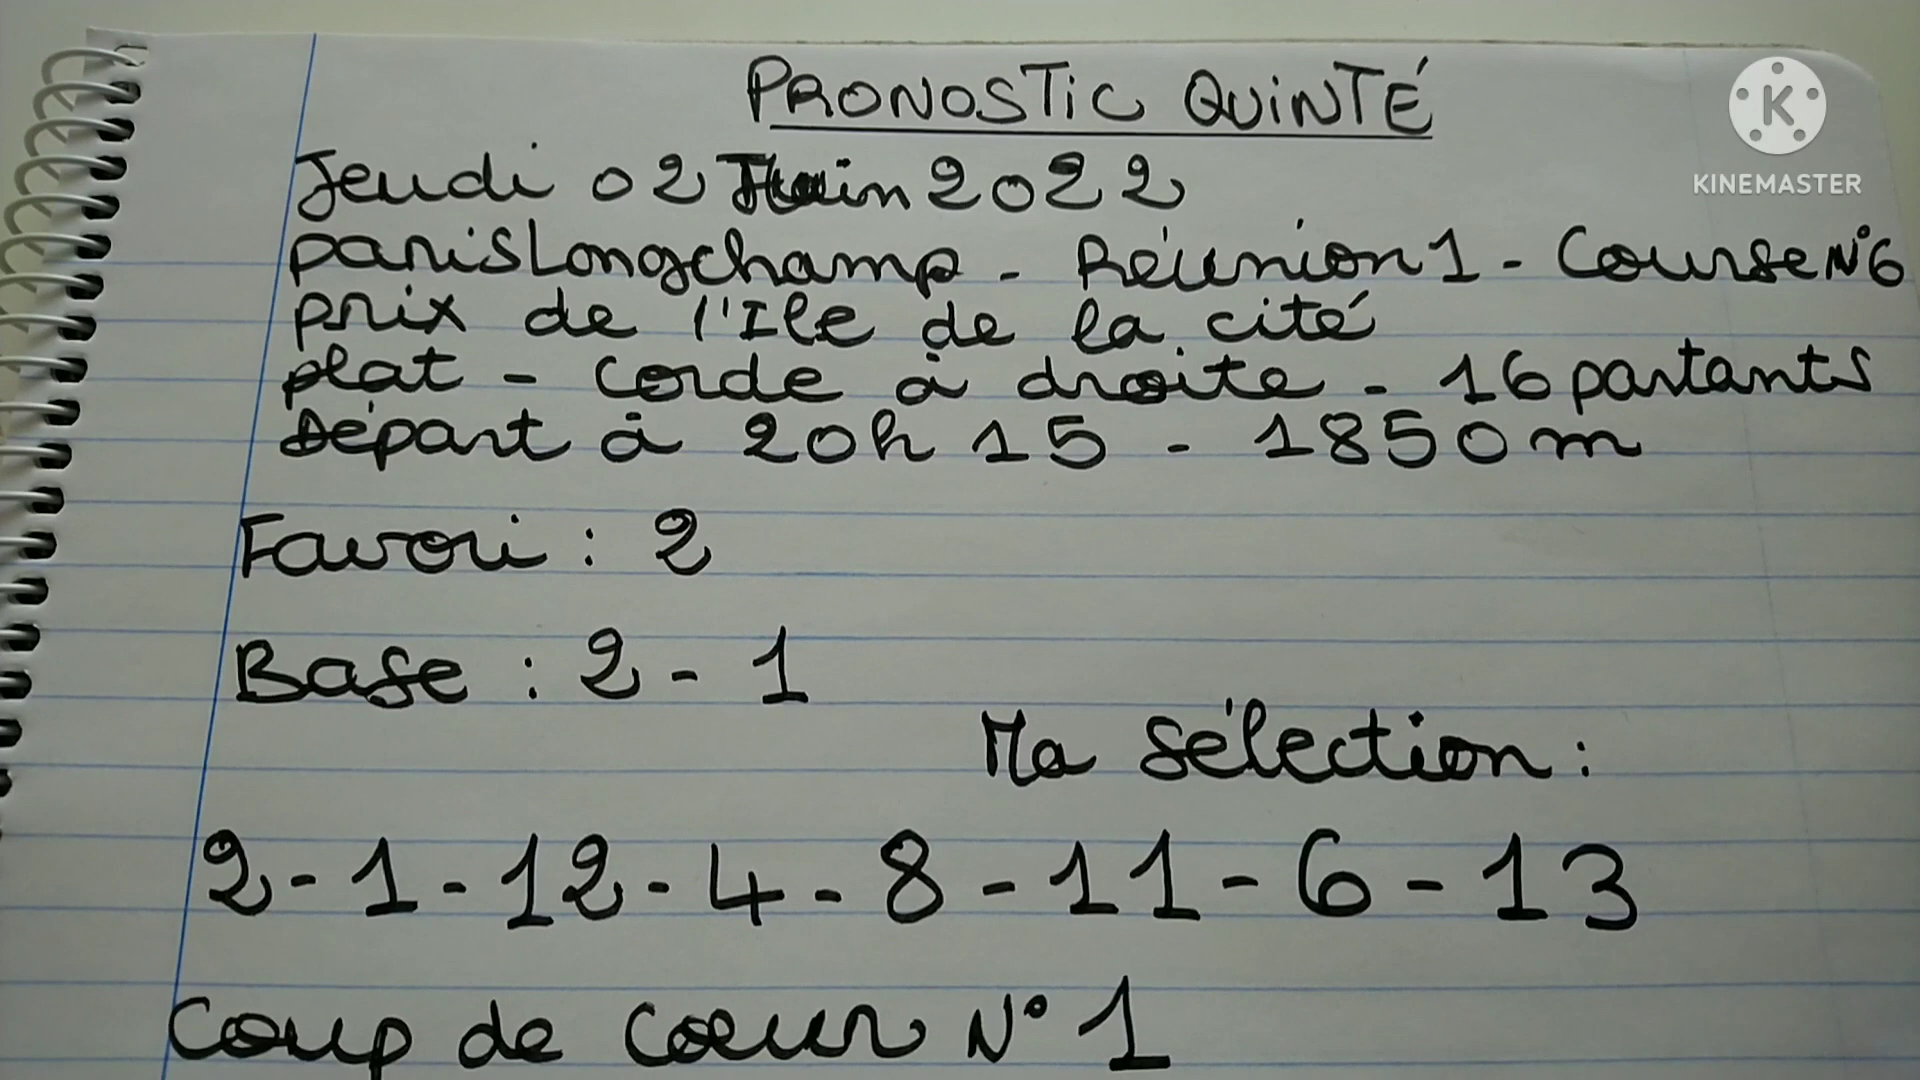 PRONOSTIC QUINTÉ
KINEMASTER
Jeudi 02 Juin 2022
parisLongchamp - Réunion 1 - Course N°6
prix de l'Ile de la cité
plat - corde à droite - 16 partants
Départ à 20h15 - 1850m
Favori : 2
Base : 2 - 1
Ma sélection :
2 - 1 - 12 - 4 - 8 - 11 - 6 - 13
Coup de cœur N° 1